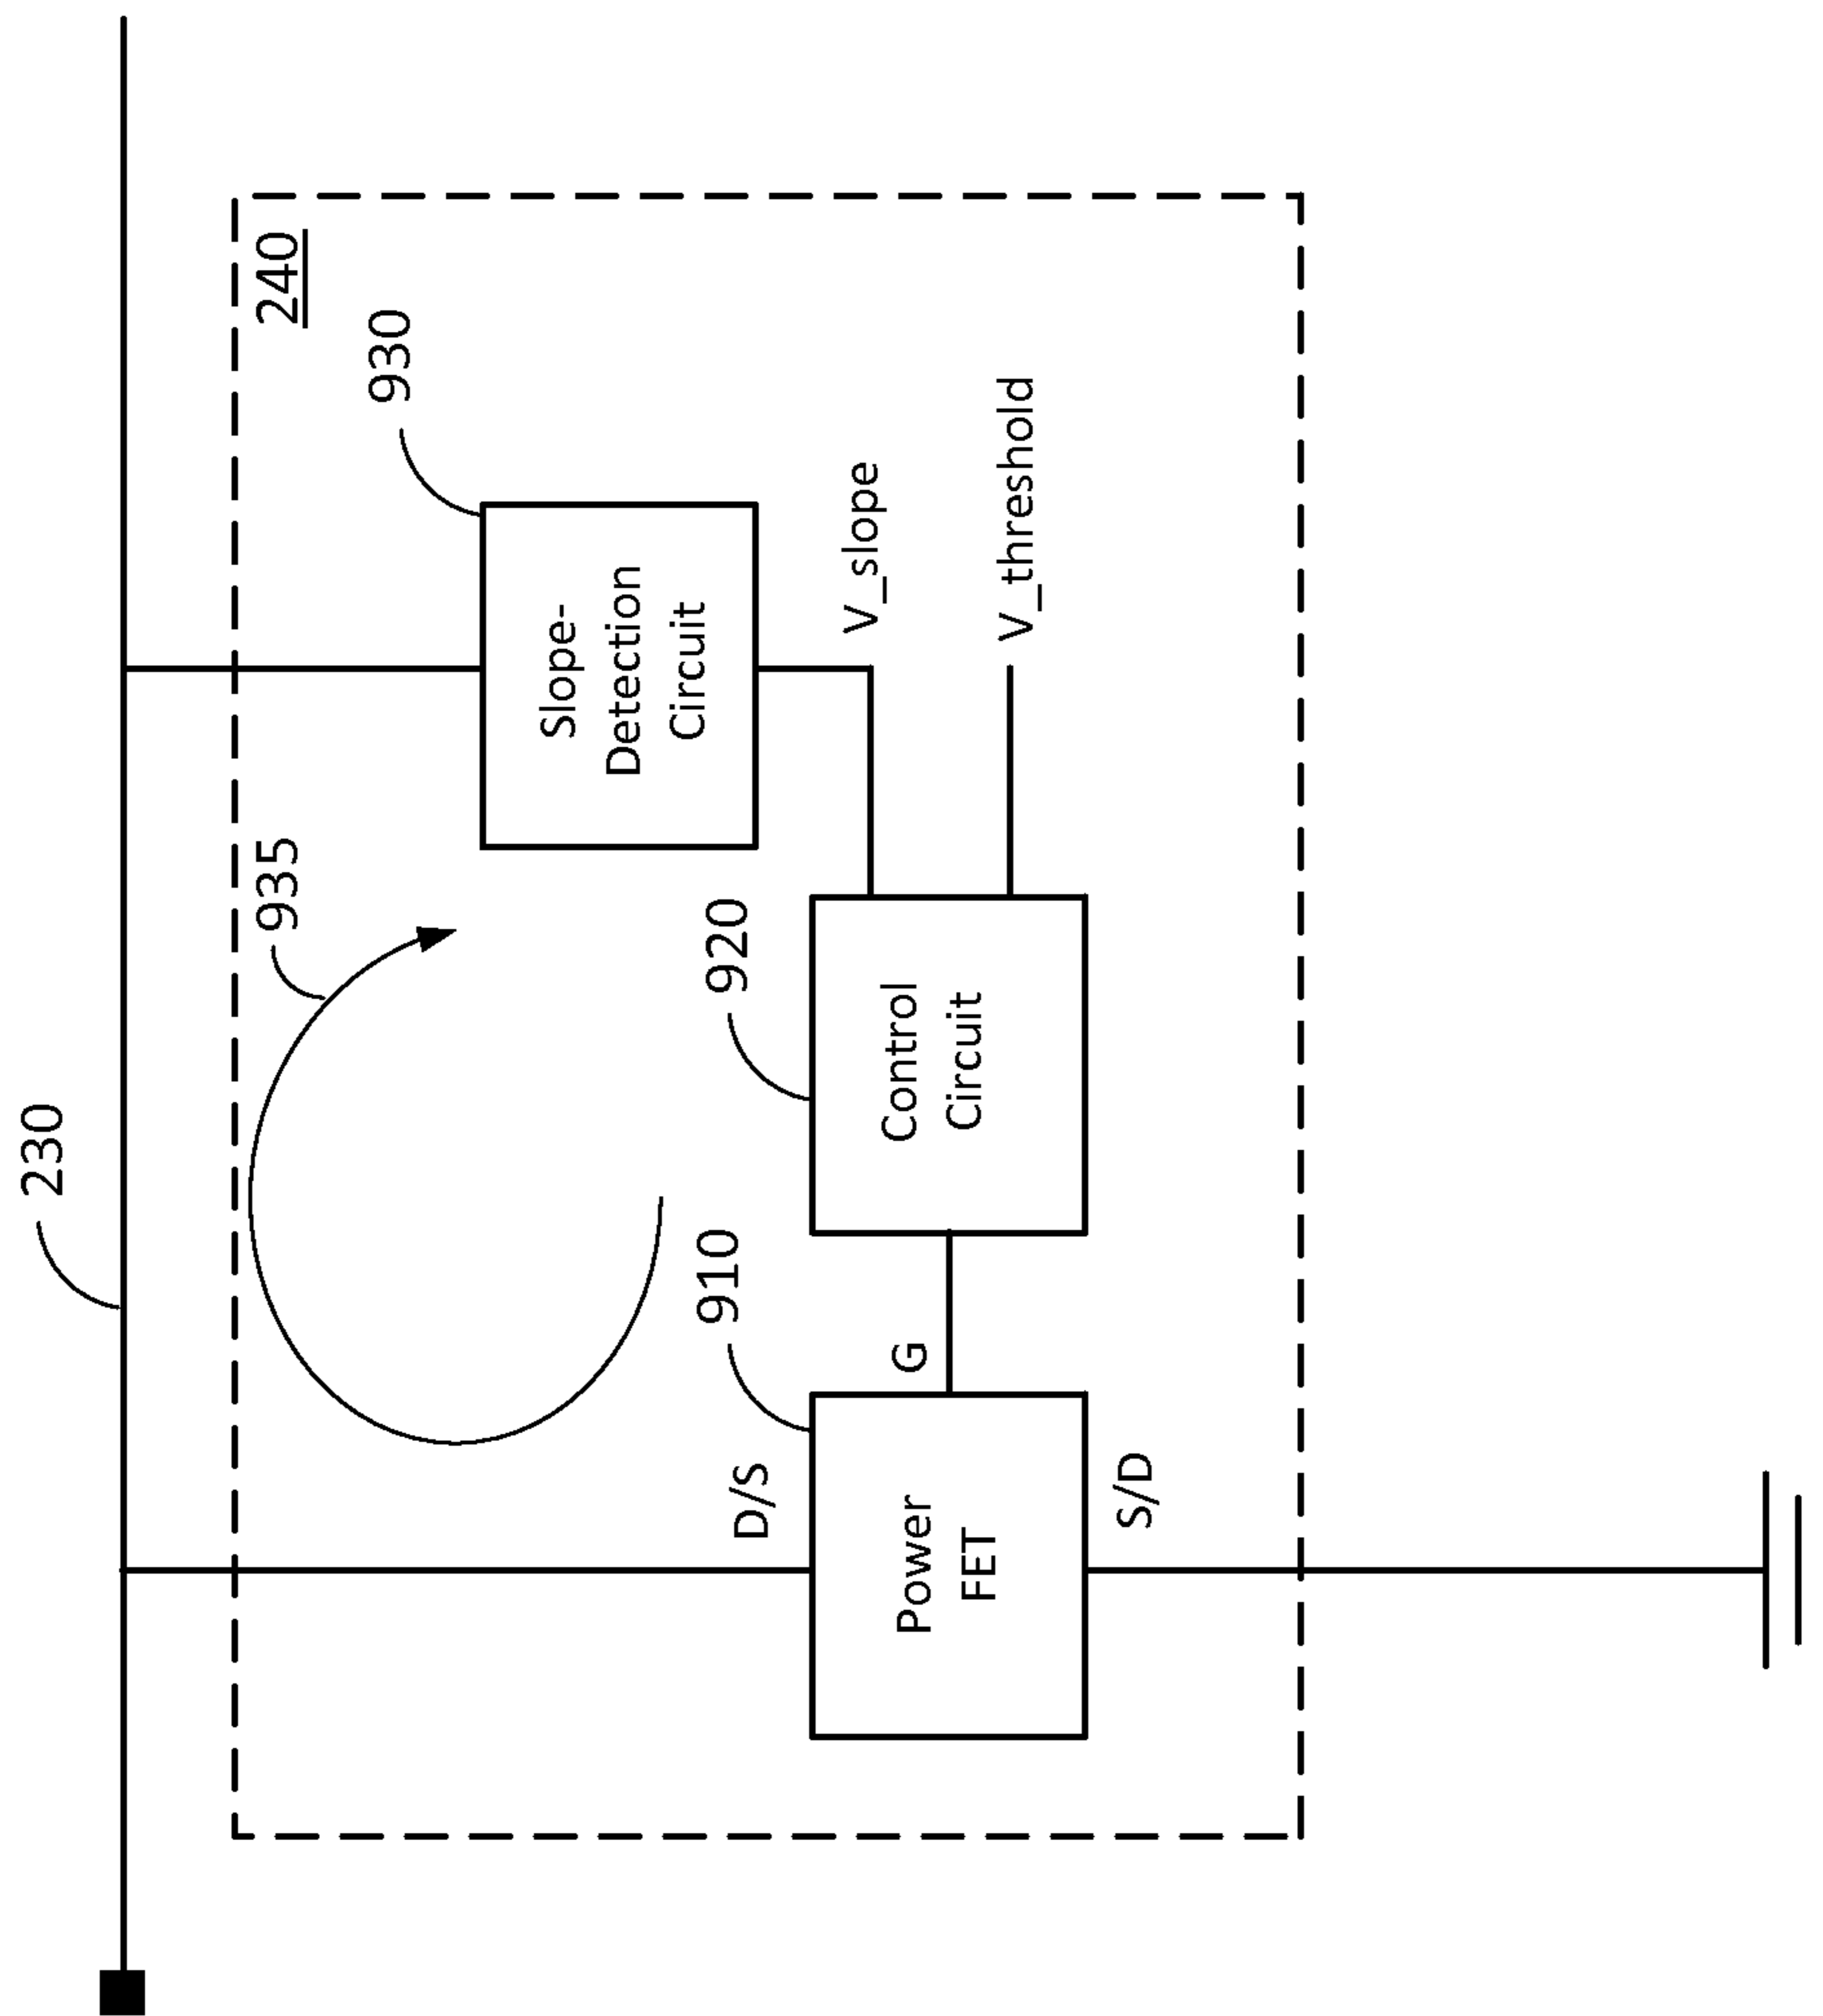 230
240
935
930
Slope-
Detection
Circuit
V_slope
V_threshold
910
920
D/S
G
Power
FET
Control
Circuit
S/D